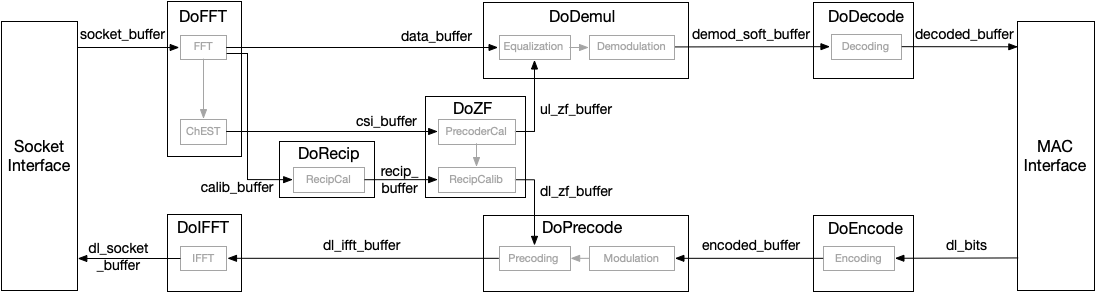 DoFFT
DoDemul
DoDecode
socket_buffer
data_buffer
demod_soft_buffer
decoded_buffer
FFT
Equalization
Demodulation
Decoding
DoZF
ul_zf_buffer
csi_buffer
ChEST
PrecoderCal
Socket
Interface
MAC
Interface
DoRecip
calib_buffer
RecipCal
recip_
buffer
RecipCalib
dl_zf_buffer
DoIFFT
DoPrecode
DoEncode
dl_socket
_buffer
IFFT
dl_ifft_buffer
Precoding
Modulation
encoded_buffer
Encoding
dl_bits